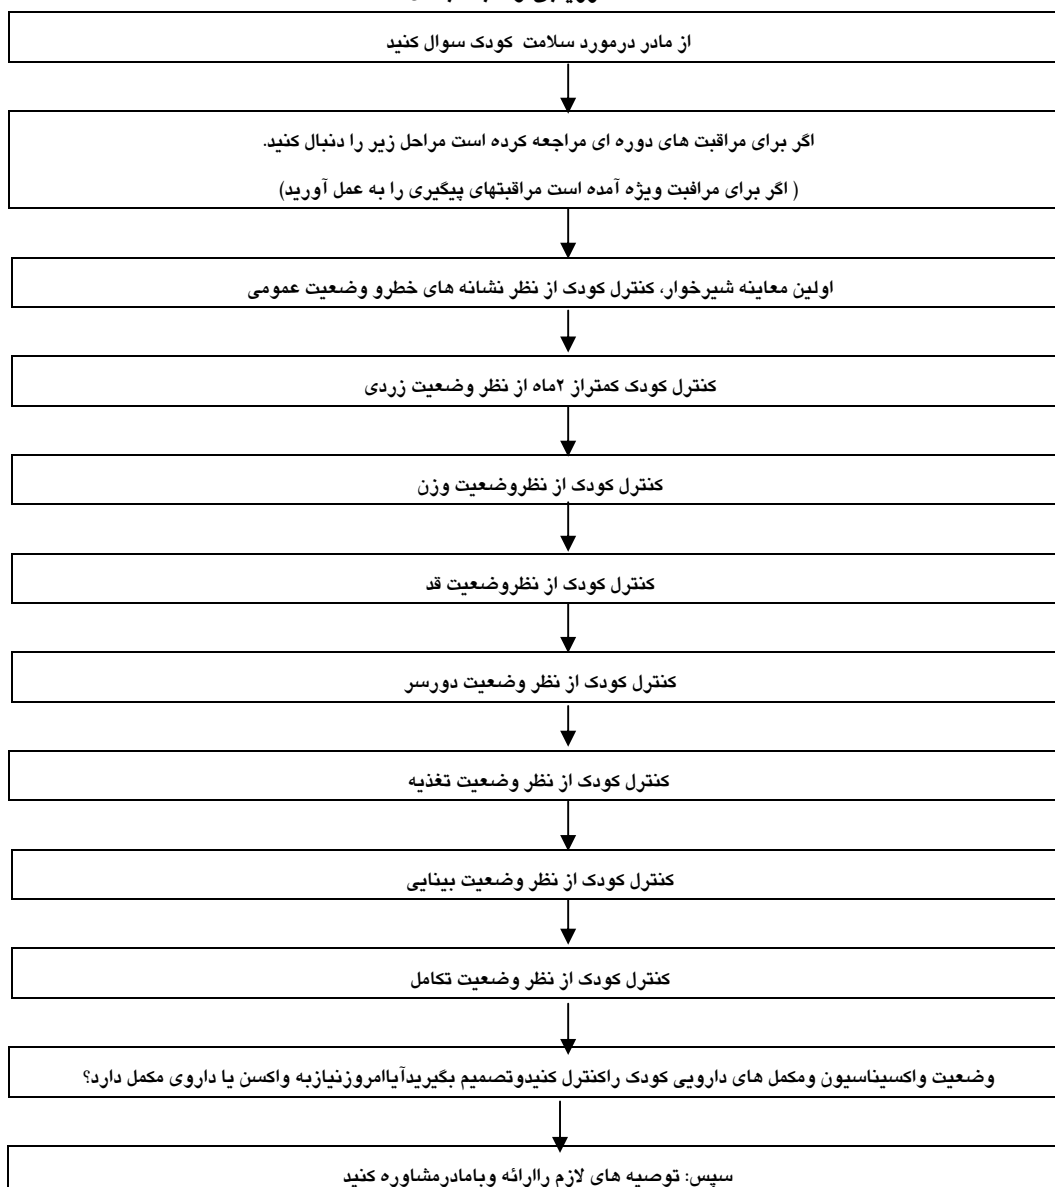 از مادر درمورد سلامت کودک سوال کنید
اگر برای مراقبت های دوره ای مراجعه کرده است مراحل زیر را دنبال کنید.
( اگر برای مرافبت ویژه آمده است مراقبتهای پیگیری را به عمل آورید)
اولین معاینه شیرخوار، کنترل کودک از نظر نشانه های خطرو وضعیت عمومی
کنترل کودک کمتراز ۲ماه از نظر وضعیت زردی
کنترل کودک از نظروضعیت وزن
کنترل کودک از نظروضعیت قد
کنترل کودک از نظر وضعیت دورسر
کنترل کودک از نظر وضعیت تغذیه
کنترل کودک از نظر وضعیت بینایی
کنترل کودک از نظر وضعیت تکامل
وضعیت واکسیناسیون ومکمل های دارویی کودک راکنترل کنیدوتصمیم بگیریدآیاامروزنیازبه واکسن یا داروی مکمل دارد؟
سپس: توصیه های لازم راارائه وبامادرمشاوره کنید